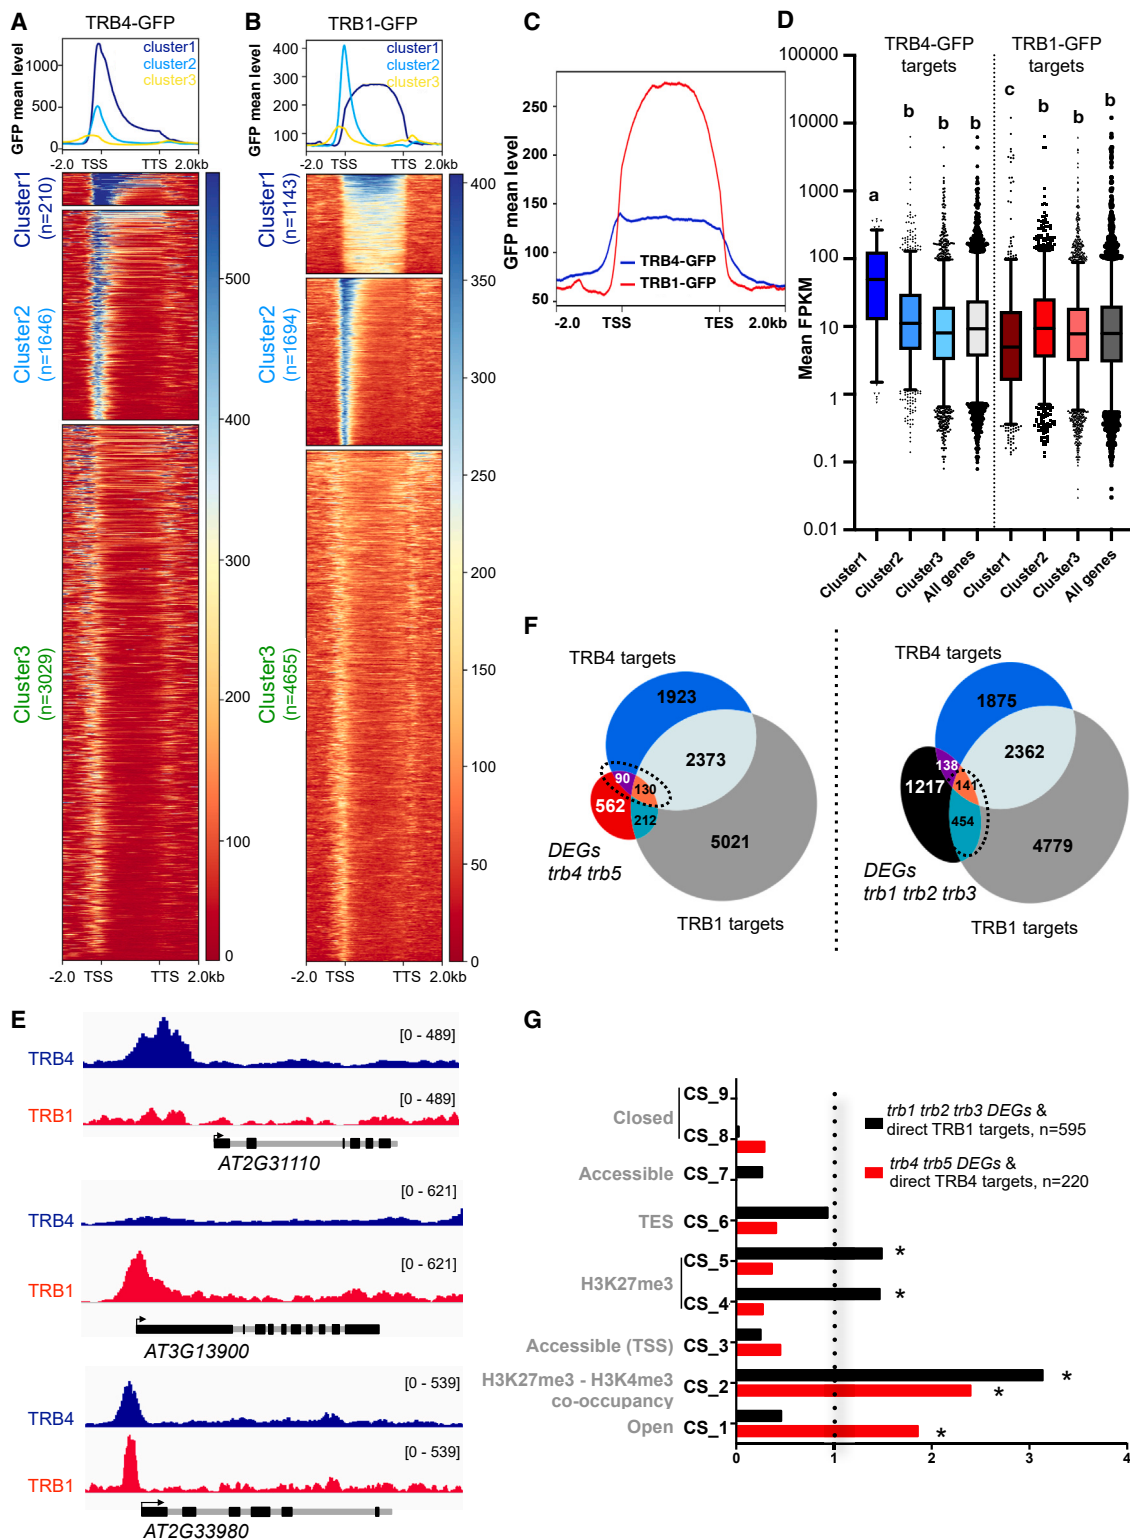 A
TRB4-GFP
GFP mean level
1000
500
0
cluster1
cluster2
cluster3
-2.0 TSS TTS 2.0kb
Cluster1
(n=210)
Cluster2
(n=1646)
Cluster3
(n=3029)
500
400
300
200
100
0
-2.0 TSS TTS 2.0kb
B
TRB1-GFP
GFP mean level
400
300
200
100
cluster1
cluster2
cluster3
-2.0 TSS TTS 2.0kb
Cluster1
(n=1143)
Cluster2
(n=1694)
Cluster3
(n=4655)
400
350
300
250
200
150
100
50
0
-2.0 TSS TTS 2.0kb
C
GFP mean level
250
200
150
100
50
TRB4-GFP
TRB1-GFP
-2.0 TSS TES 2.0kb
D
TRB4-GFP
targets
TRB1-GFP
targets
Mean FPKM
100000
10000
1000
100
10
1
0.1
0.01
a
b
b
b
c
b
b
b
Cluster1
Cluster2
Cluster3
All genes
Cluster1
Cluster2
Cluster3
All genes
F
TRB4 targets
1923
2373
90
130
562
212
5021
DEGs
trb4 trb5
TRB1 targets
TRB4 targets
1875
2362
138
141
1217
454
4779
DEGs
trb1 trb2 trb3
TRB1 targets
E
TRB4
[0 - 489]
TRB1
[0 - 489]
AT2G31110
TRB4
[0 - 621]
TRB1
[0 - 621]
AT3G13900
TRB4
[0 - 539]
TRB1
[0 - 539]
AT2G33980
G
Closed
CS_9
CS_8
Accessible CS_7
TES CS_6
H3K27me3
CS_5 *
CS_4 *
Accessible (TSS) CS_3
H3K27me3 - H3K4me3
co-occupancy
CS_2 *
*
Open CS_1 *
0 1 2 3 4
trb1 trb2 trb3 DEGs &
direct TRB1 targets, n=595
trb4 trb5 DEGs &
direct TRB4 targets, n=220